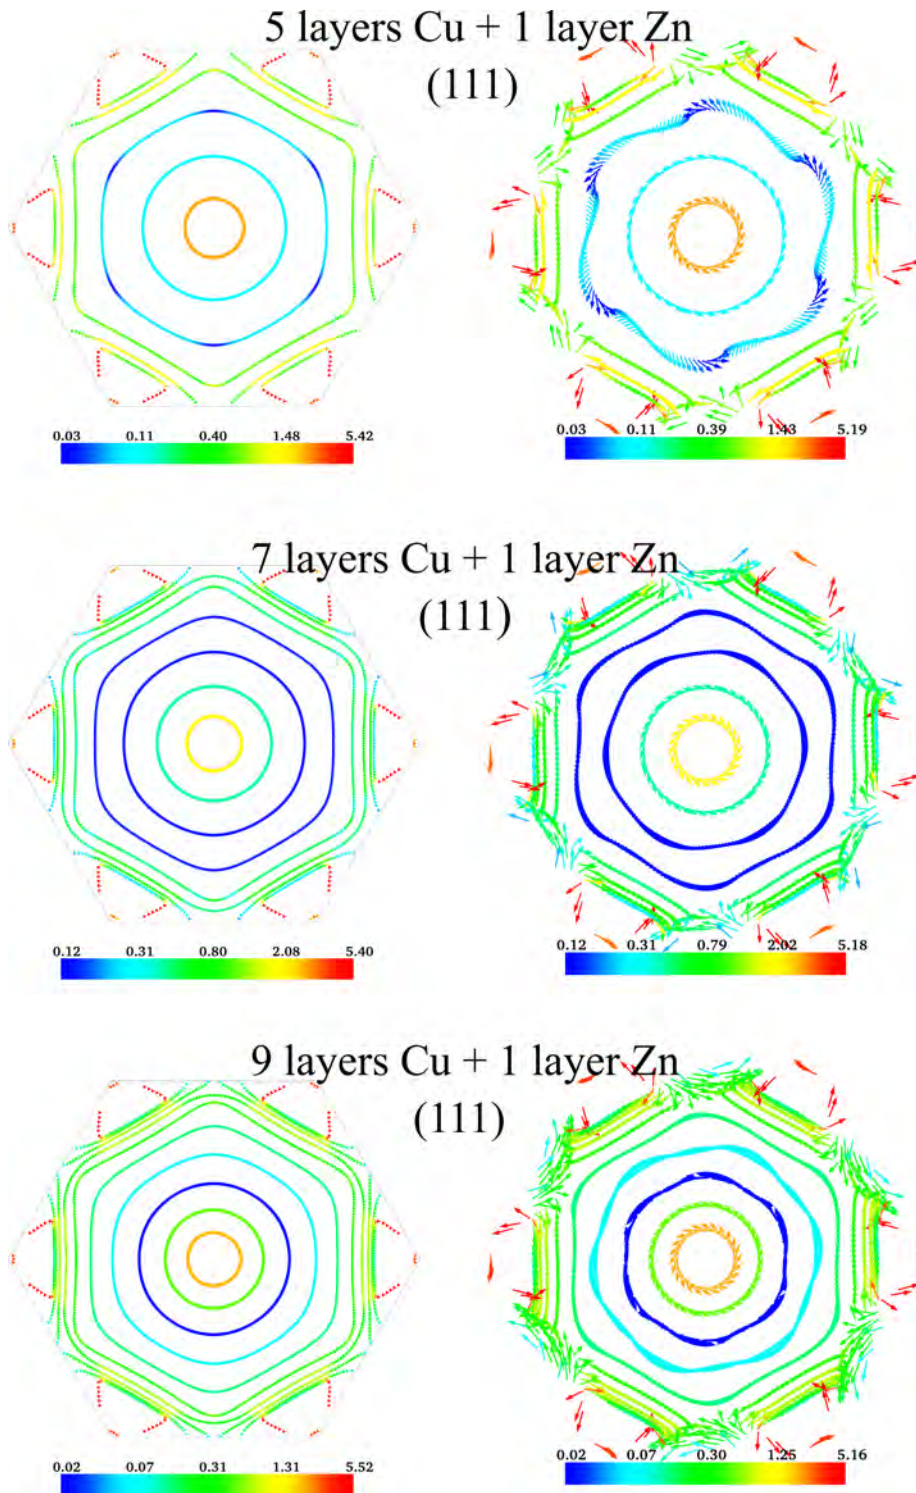 5 layers Cu + 1 layer Zn
(111)
0.03 0.11 0.40 1.48 5.42
0.03 0.11 0.39 1.43 5.19
7 layers Cu + 1 layer Zn
(111)
0.12 0.31 0.80 2.08 5.40
0.12 0.31 0.79 2.02 5.18
9 layers Cu + 1 layer Zn
(111)
0.02 0.07 0.31 1.31 5.52
0.02 0.07 0.30 1.25 5.16